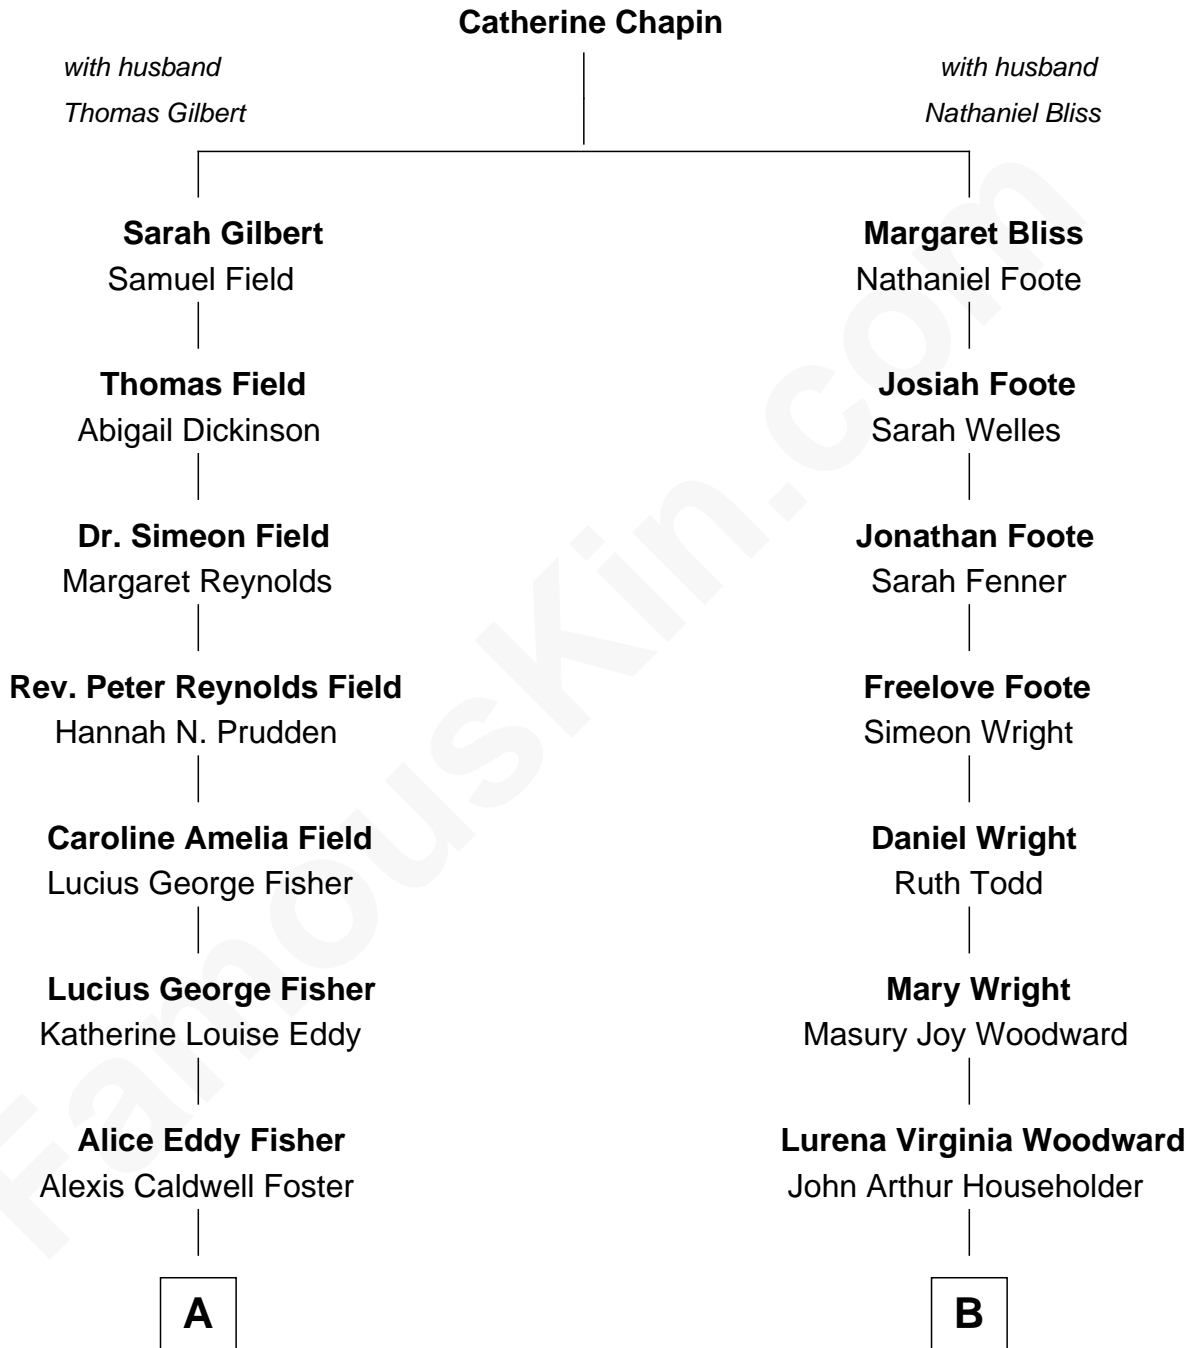 Catherine Chapin
with husband
Thomas Gilbert
with husband
Nathaniel Bliss
Sarah Gilbert
Samuel Field
Margaret Bliss
Nathaniel Foote
Thomas Field
Abigail Dickinson
Josiah Foote
Sarah Welles
Dr. Simeon Field
Margaret Reynolds
Jonathan Foote
Sarah Fenner
Rev. Peter Reynolds Field
Hannah N. Prudden
Freelove Foote
Simeon Wright
Caroline Amelia Field
Lucius George Fisher
Daniel Wright
Ruth Todd
Lucius George Fisher
Katherine Louise Eddy
Mary Wright
Masury Joy Woodward
Alice Eddy Fisher
Alexis Caldwell Foster
Lurena Virginia Woodward
John Arthur Householder
A
B
FamousKin.com